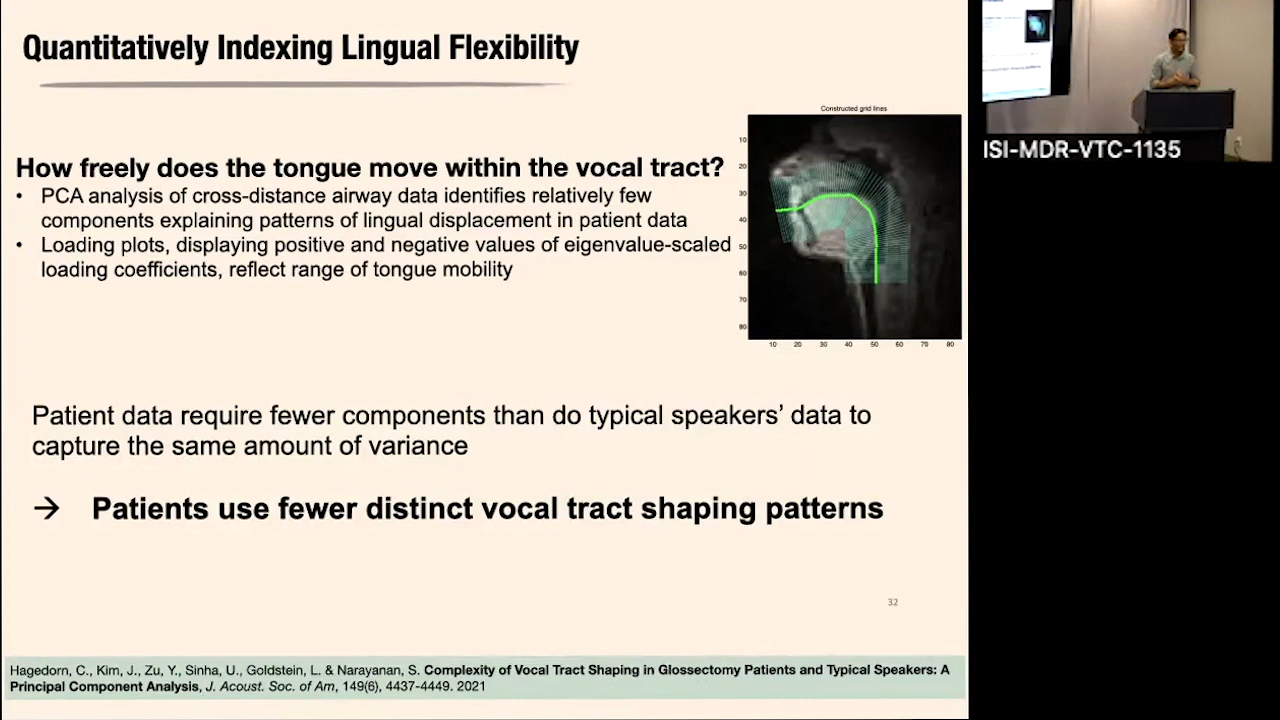 Quantitatively Indexing Lingual Flexibility
ISI-MDR-VTC-1135
How freely does the tongue move within the vocal tract?
• PCA analysis of cross-distance airway data identifies relatively few
components explaining patterns of lingual displacement in patient data
• Loading plots, displaying positive and negative values of eigenvalue-scaled
loading coefficients, reflect range of tongue mobility
Constructed grid lines
10
20
30
40
50
60
70
80
10 20 30 40 50 60 70 80
Patient data require fewer components than do typical speakers’ data to
capture the same amount of variance
→ Patients use fewer distinct vocal tract shaping patterns
32
Hagedorn, C., Kim, J., Zu, Y., Sinha, U., Goldstein, L. & Narayanan, S. Complexity of Vocal Tract Shaping in Glossectomy Patients and Typical Speakers: A
Principal Component Analysis, J. Acoust. Soc. of Am, 149(6), 4437-4449. 2021